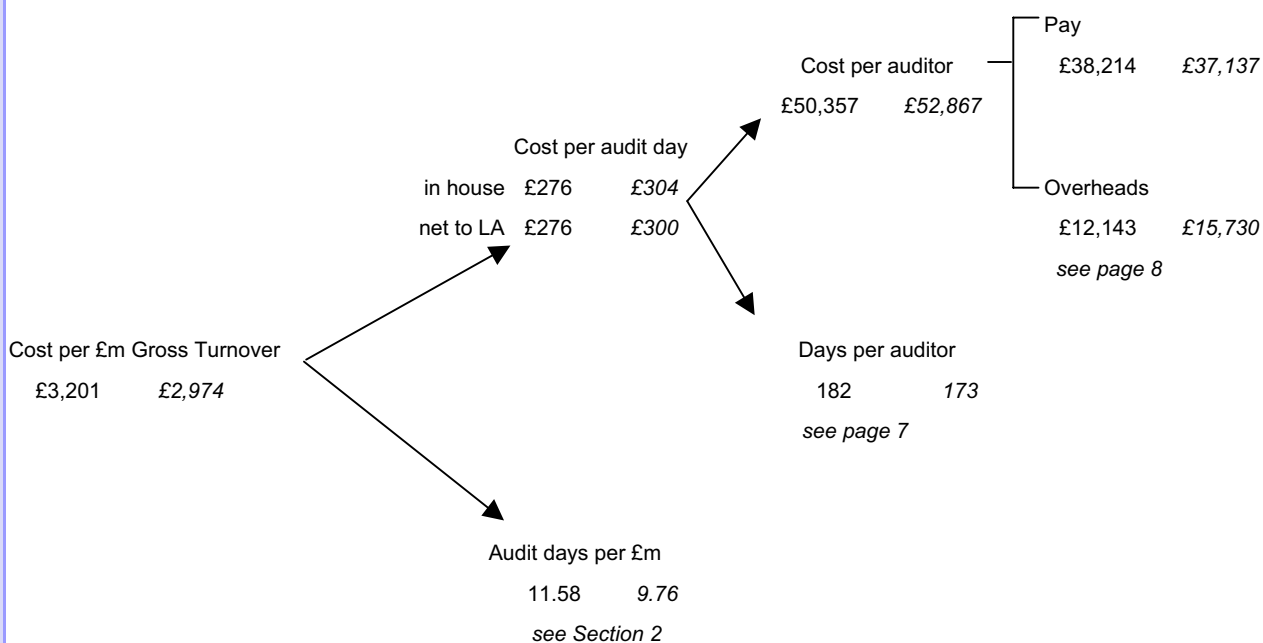 Pay
Cost per auditor £38,214 £37,137
£50,357 £52,867
Cost per audit day
in house £276 £304 Overheads
net to LA £276 £300 £12,143 £15,730
see page 8
Cost per £m Gross Turnover Days per auditor
£3,201 £2,974 182 173
see page 7
Audit days per £m
11.58 9.76
see Section 2